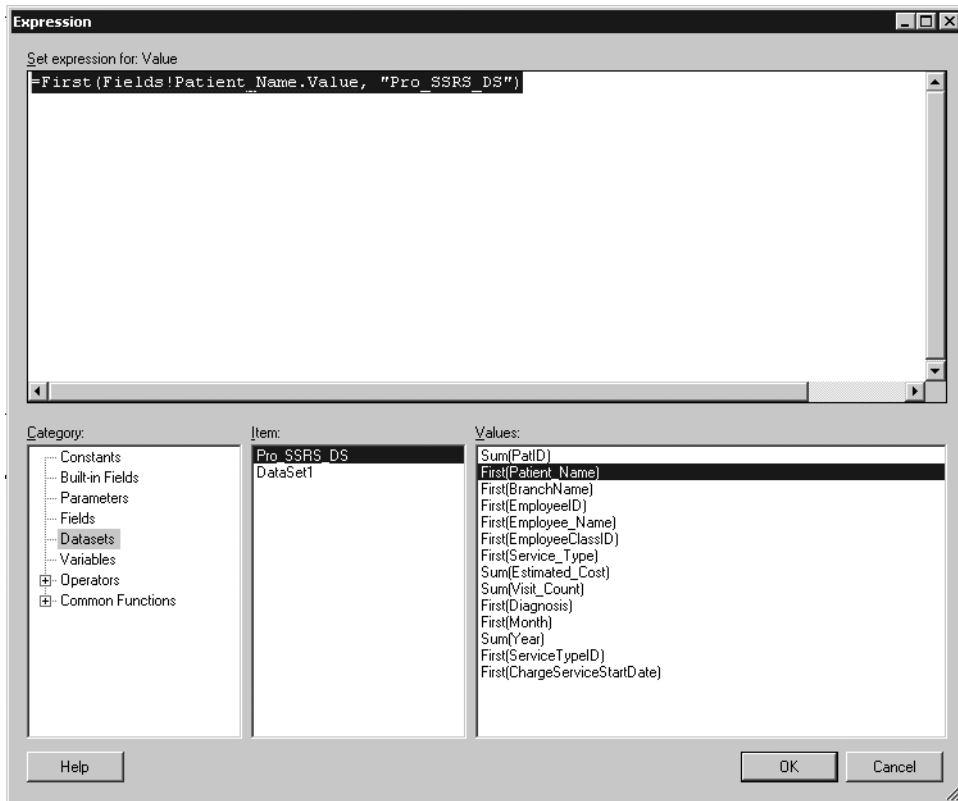 Expression
Set expression for: Value
=First(Fields!Patient_Name.Value, "Pro_SSRS_DS")
Category:
Constants
Built-in Fields
Parameters
Fields
Datasets
Variables
Operators
Common Functions
Item:
Pro_SSRS_DS
DataSet1
Values:
Sum(PatID)
First(Patient_Name)
First(BranchName)
First(EmployeeID)
First(Employee_Name)
First(EmployeeClassID)
First(Service_Type)
Sum(Estimated_Cost)
Sum(Visit_Count)
First(Diagnosis)
First(Month)
Sum(Year)
First(ServiceTypeID)
First(ChargeServiceStartDate)
Help
OK
Cancel